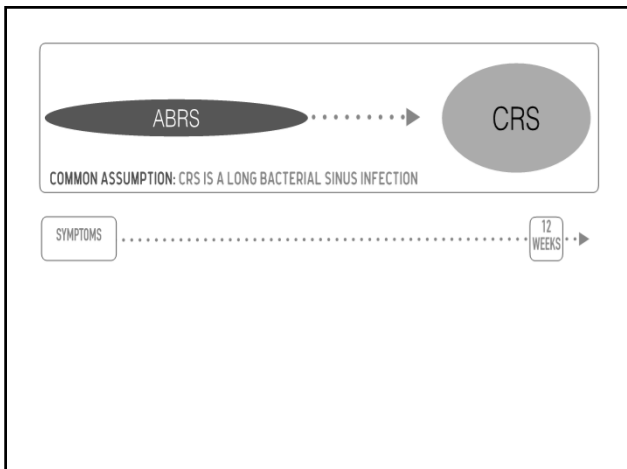 ABRS
CRS
COMMON ASSUMPTION: CRS IS A LONG BACTERIAL SINUS INFECTION
SYMPTOMS
12
WEEKS